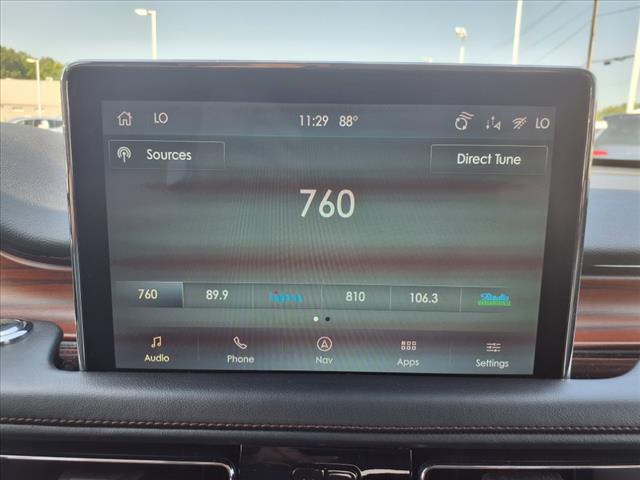 LO 11:29 88° LO
Sources Direct Tune
760
760 89.9 810 106.3
Audio Phone Nav Apps Settings